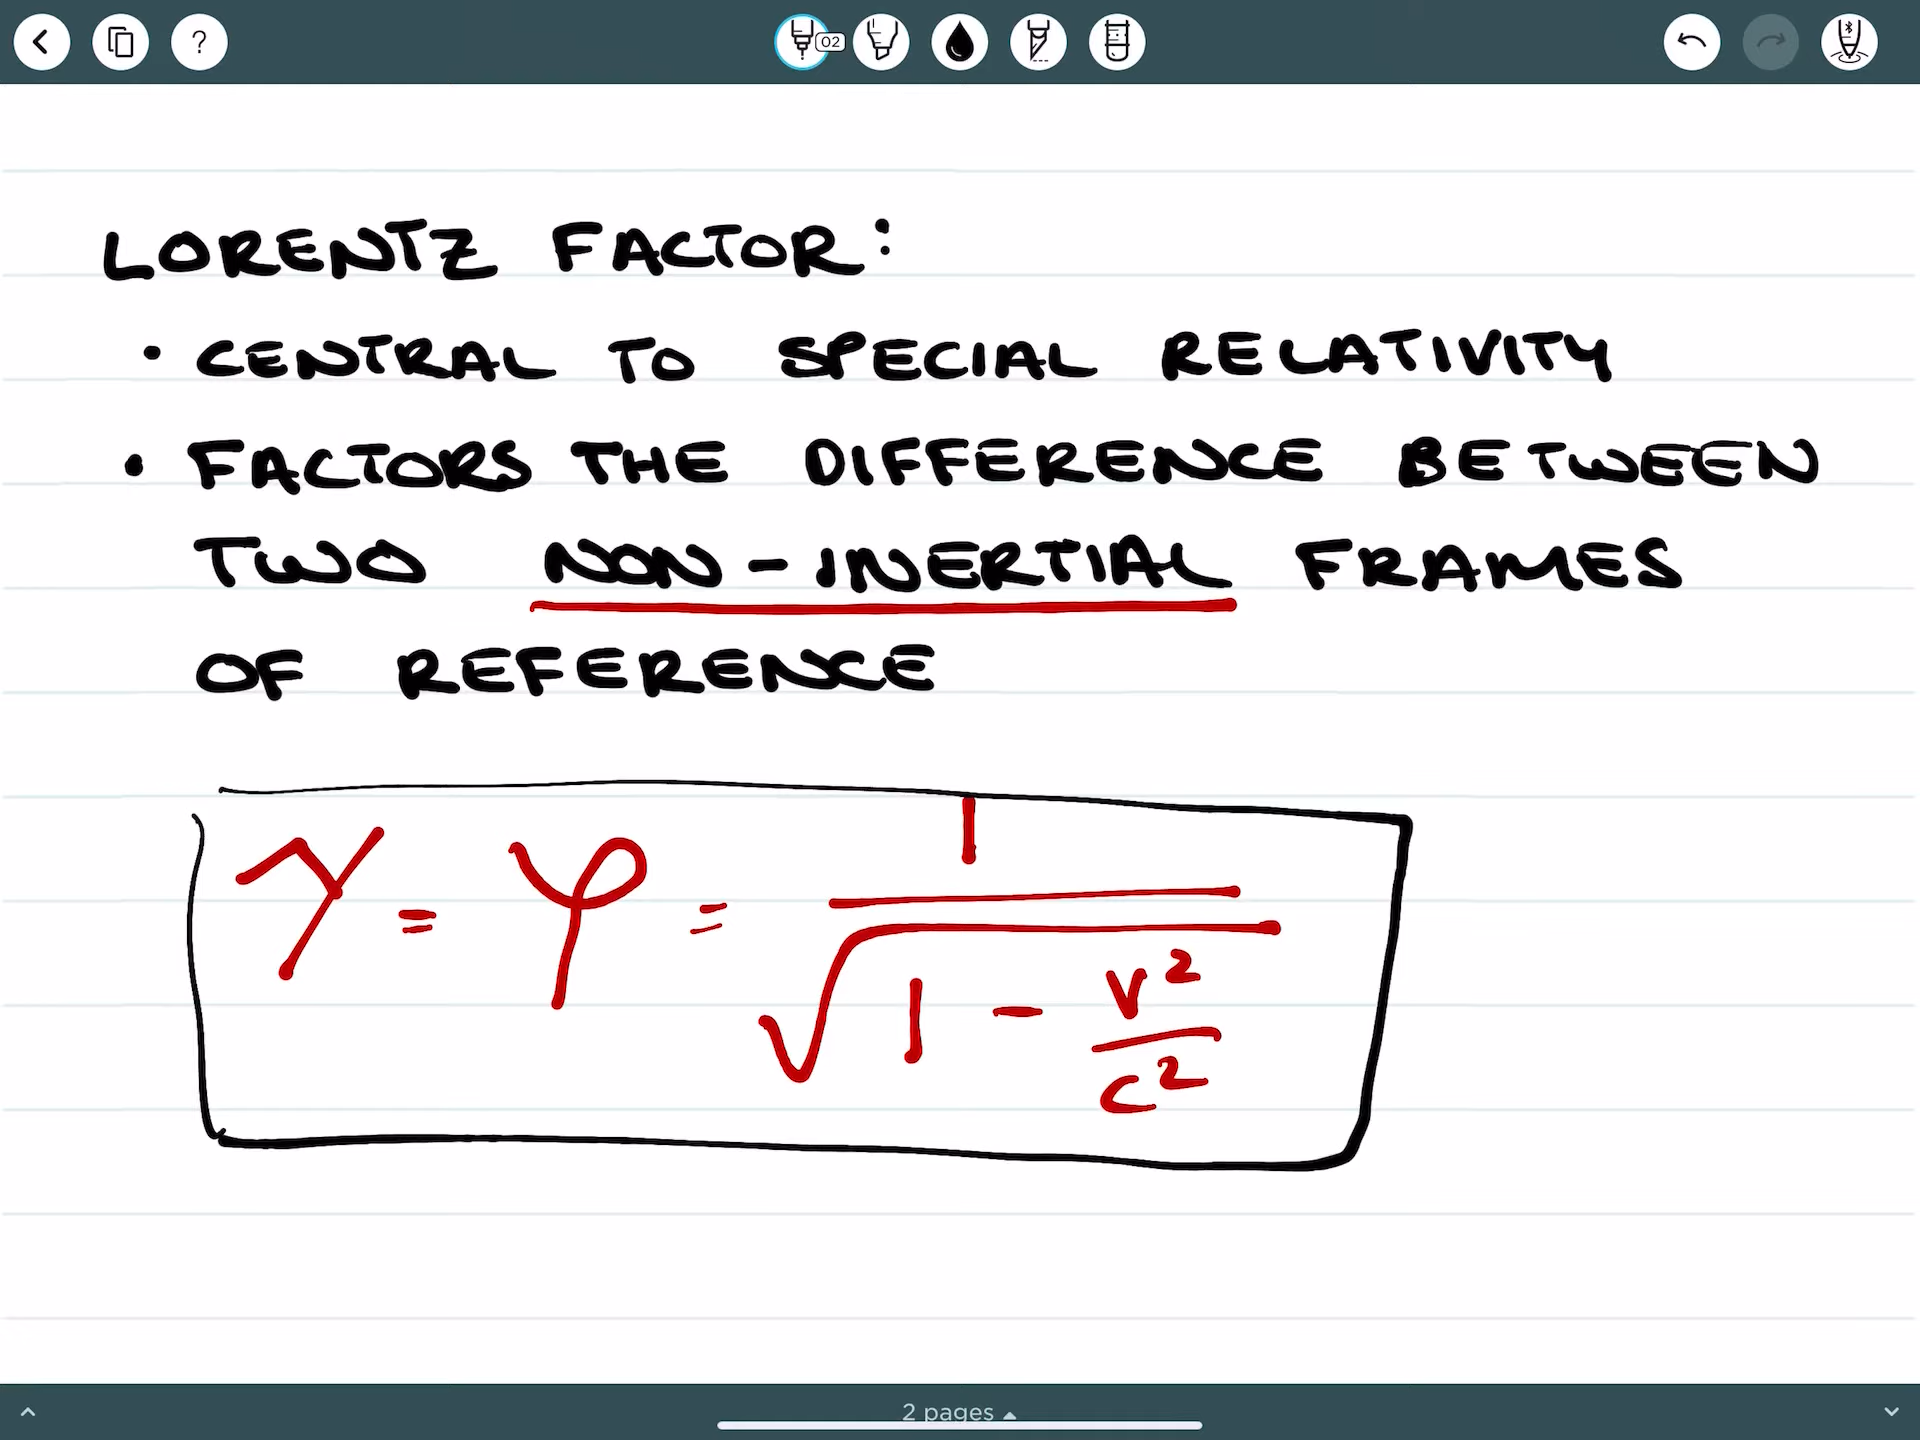 02
?
LORENTZ FACTOR:
• CENTRAL TO SPECIAL RELATIVITY
• FACTORS THE DIFFERENCE BETWEEN
TWO NON-INERTIAL FRAMES
OF REFERENCE
γ = φ = 1 / √(1 - v²/c²)
2 pages